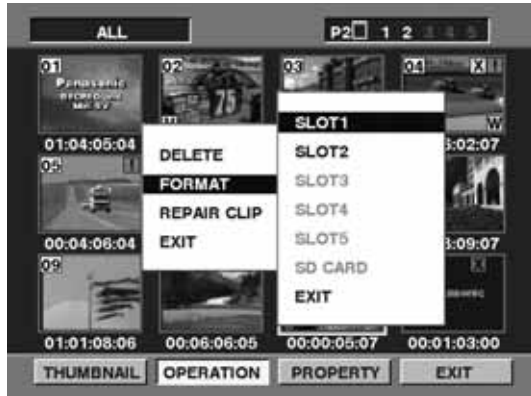 ALL
P2 1 2 3 4 5
01 02 03 04 X !
Panasonic
W
01:04:05:04
:02:07
05 !
00:04:06:04
:09:07
09 X
01:01:08:06 00:06:06:05 00:00:05:07 00:01:03:00
DELETE
FORMAT
REPAIR CLIP
EXIT
SLOT1
SLOT2
SLOT3
SLOT4
SLOT5
SD CARD
EXIT
THUMBNAIL OPERATION PROPERTY EXIT